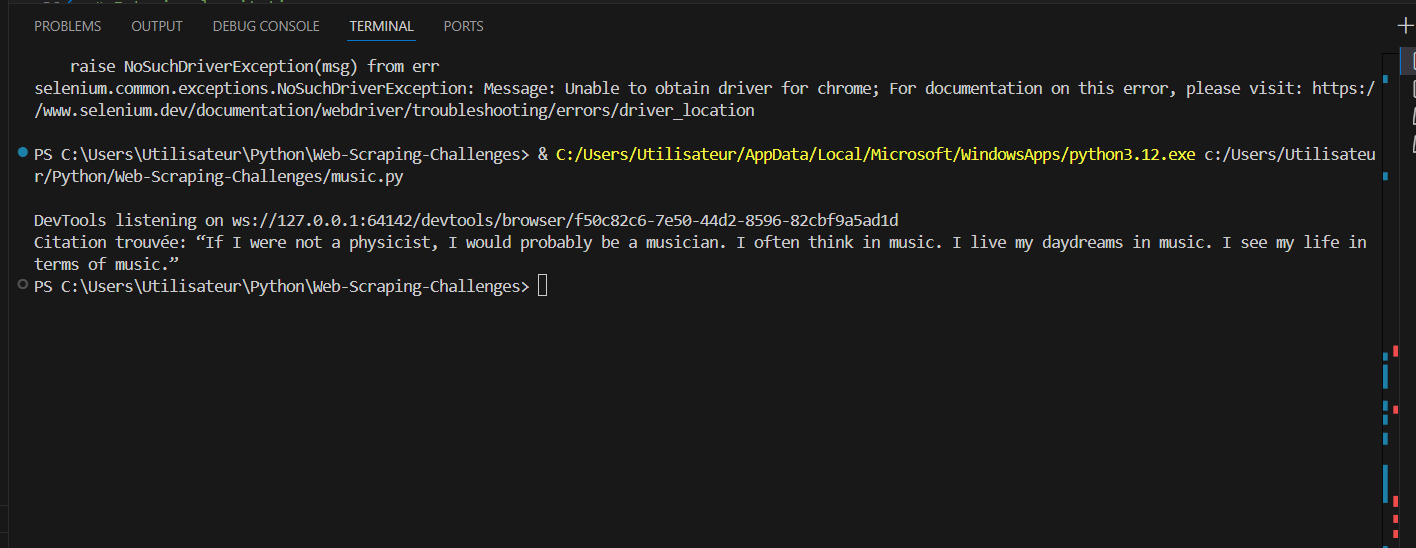 PROBLEMS OUTPUT DEBUG CONSOLE TERMINAL PORTS
raise NoSuchDriverException(msg) from err
selenium.common.exceptions.NoSuchDriverException: Message: Unable to obtain driver for chrome; For documentation on this error, please visit: https:/
/www.selenium.dev/documentation/webdriver/troubleshooting/errors/driver_location
PS C:\Users\Utilisateur\Python\Web-Scraping-Challenges> & C:/Users/Utilisateur/AppData/Local/Microsoft/WindowsApps/python3.12.exe c:/Users/Utilisateu
r/Python/Web-Scraping-Challenges/music.py
DevTools listening on ws://127.0.0.1:64142/devtools/browser/f50c82c6-7e50-44d2-8596-82cbf9a5ad1d
Citation trouvée: “If I were not a physicist, I would probably be a musician. I often think in music. I live my daydreams in music. I see my life in
terms of music.”
PS C:\Users\Utilisateur\Python\Web-Scraping-Challenges>